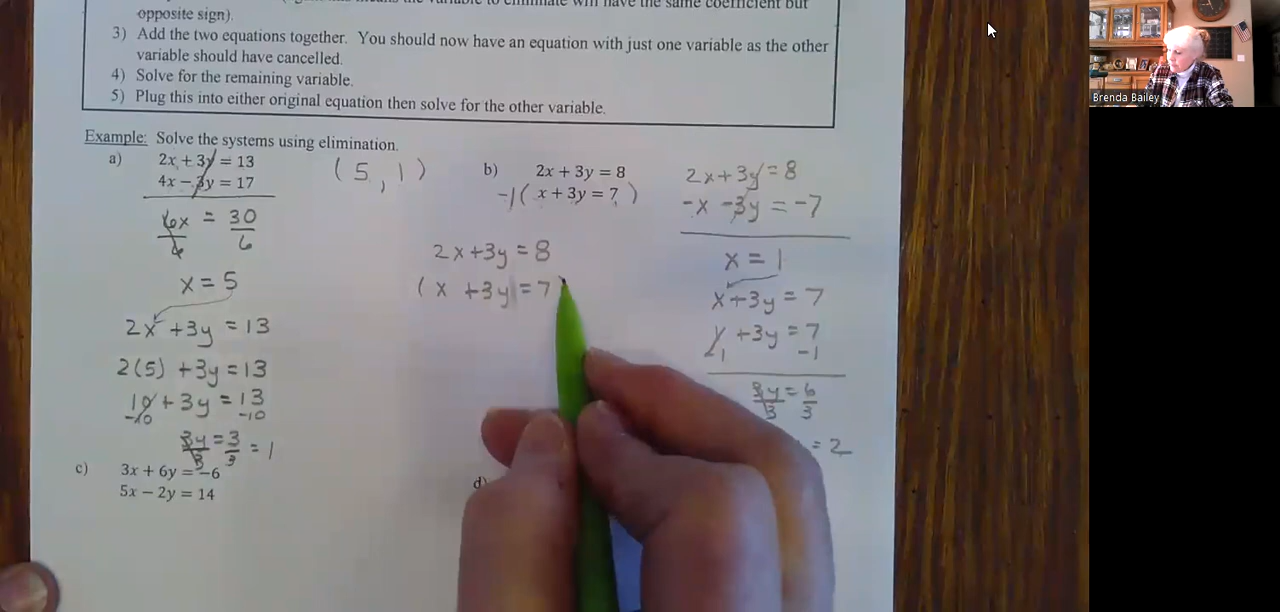 opposite sign).
3) Add the two equations together. You should now have an equation with just one variable as the other
variable should have cancelled.
4) Solve for the remaining variable.
5) Plug this into either original equation then solve for the other variable.
Example: Solve the systems using elimination.
a) 2x + 3y = 13
4x − 3y = 17
6x = 30
6 6
x = 5
2x + 3y = 13
2(5) + 3y = 13
10 + 3y = 13
-10 -10
3y = 3 = 1
3 3
( 5 , 1 )
b) 2x + 3y = 8
-1( x + 3y = 7 )
2x + 3y = 8
( x + 3y = 7
2x + 3y = 8
-x - 3y = -7
x = 1
x + 3y = 7
1 + 3y = 7
-1 -1
3y = 6
3 3
= 2
c) 3x + 6y = −6
5x − 2y = 14
d)
Brenda Bailey